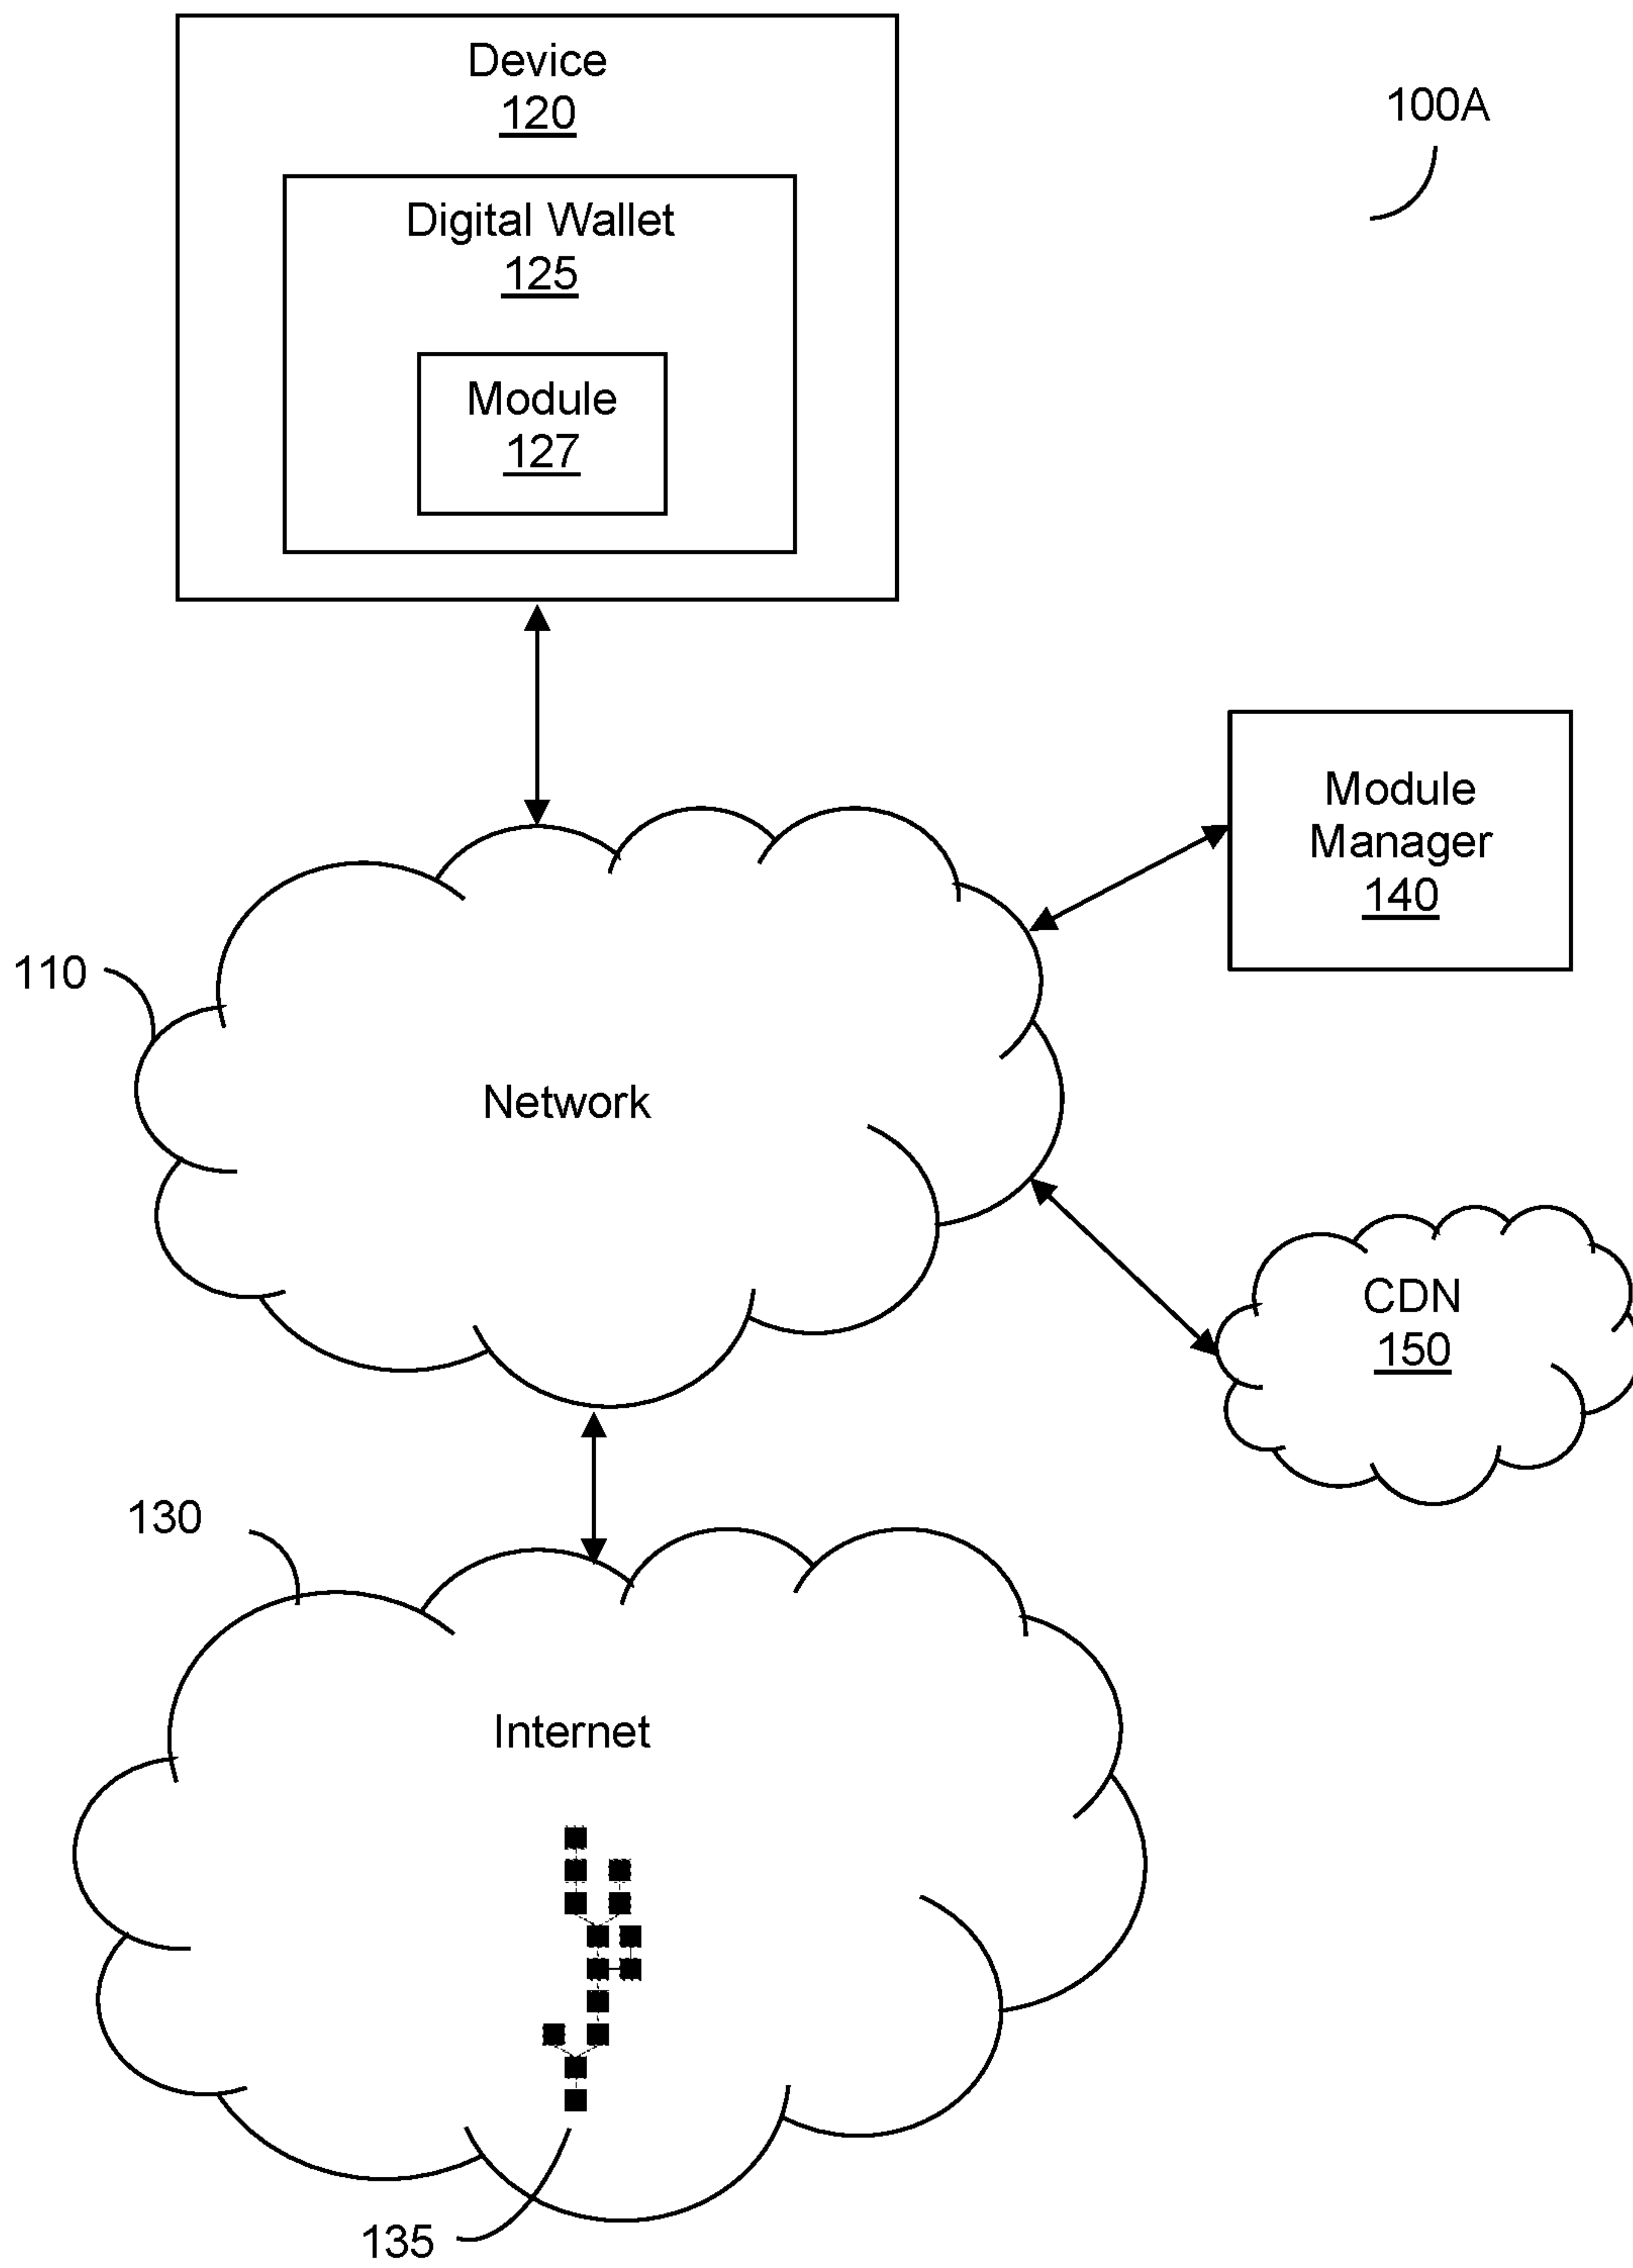 Device
120
100A
Digital Wallet
125
Module
127
Module
Manager
140
110
Network
CDN
150
130
Internet
135